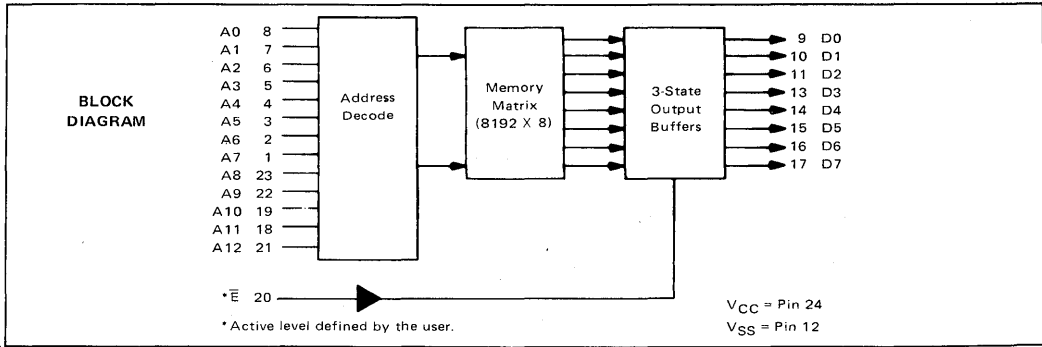 BLOCK
DIAGRAM
A0 8
A1 7
A2 6
A3 5
A4 4
A5 3
A6 2
A7 1
A8 23
A9 22
A10 19
A11 18
A12 21
Address
Decode
Memory
Matrix
(8192 X 8)
3-State
Output
Buffers
9 D0
10 D1
11 D2
13 D3
14 D4
15 D5
16 D6
17 D7
*E̅ 20
*Active level defined by the user.
VCC = Pin 24
VSS = Pin 12